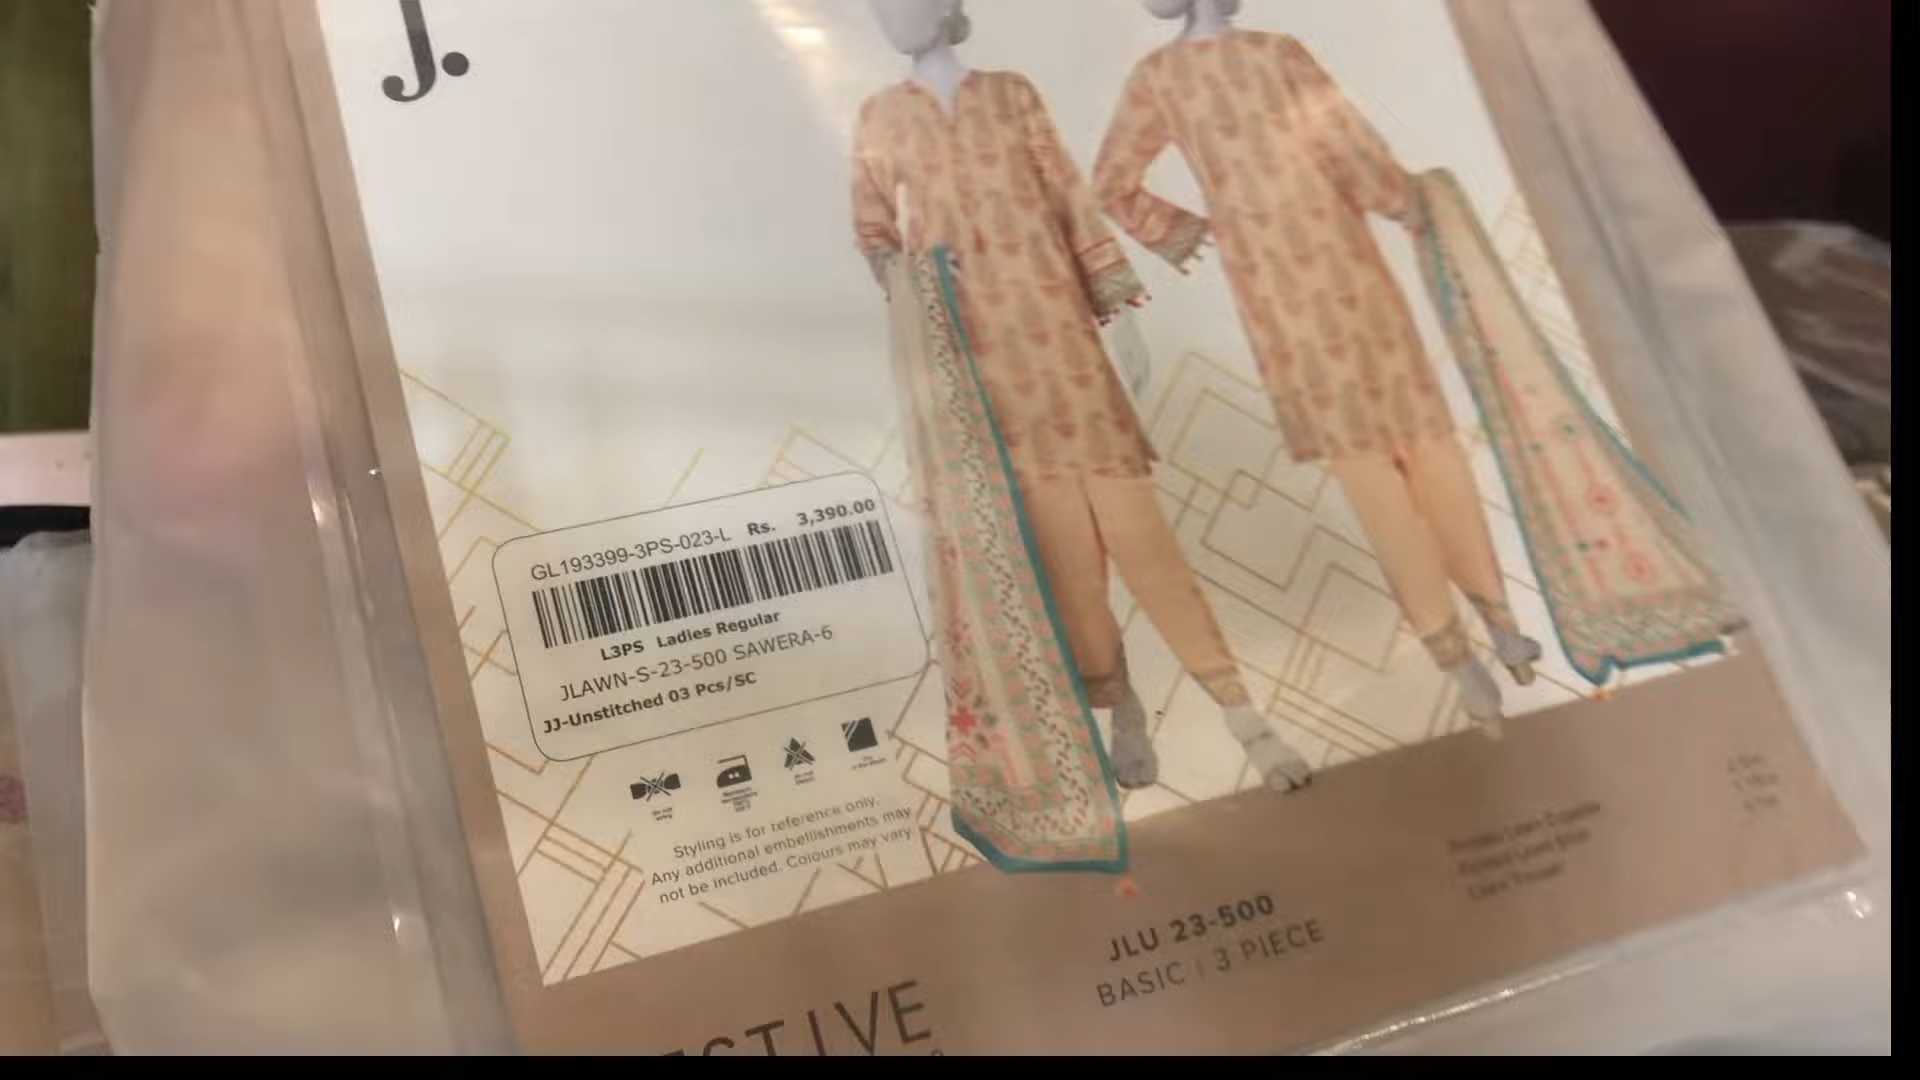 J.
GL193399-3PS-023-L Rs. 3,390.00
L3PS Ladies Regular
JLAWN-S-23-500 SAWERA-6
JJ-Unstitched 03 Pcs/SC
Styling is for reference only.
Any additional embellishments may
not be included. Colours may vary.
JLU 23-500
BASIC | 3 PIECE